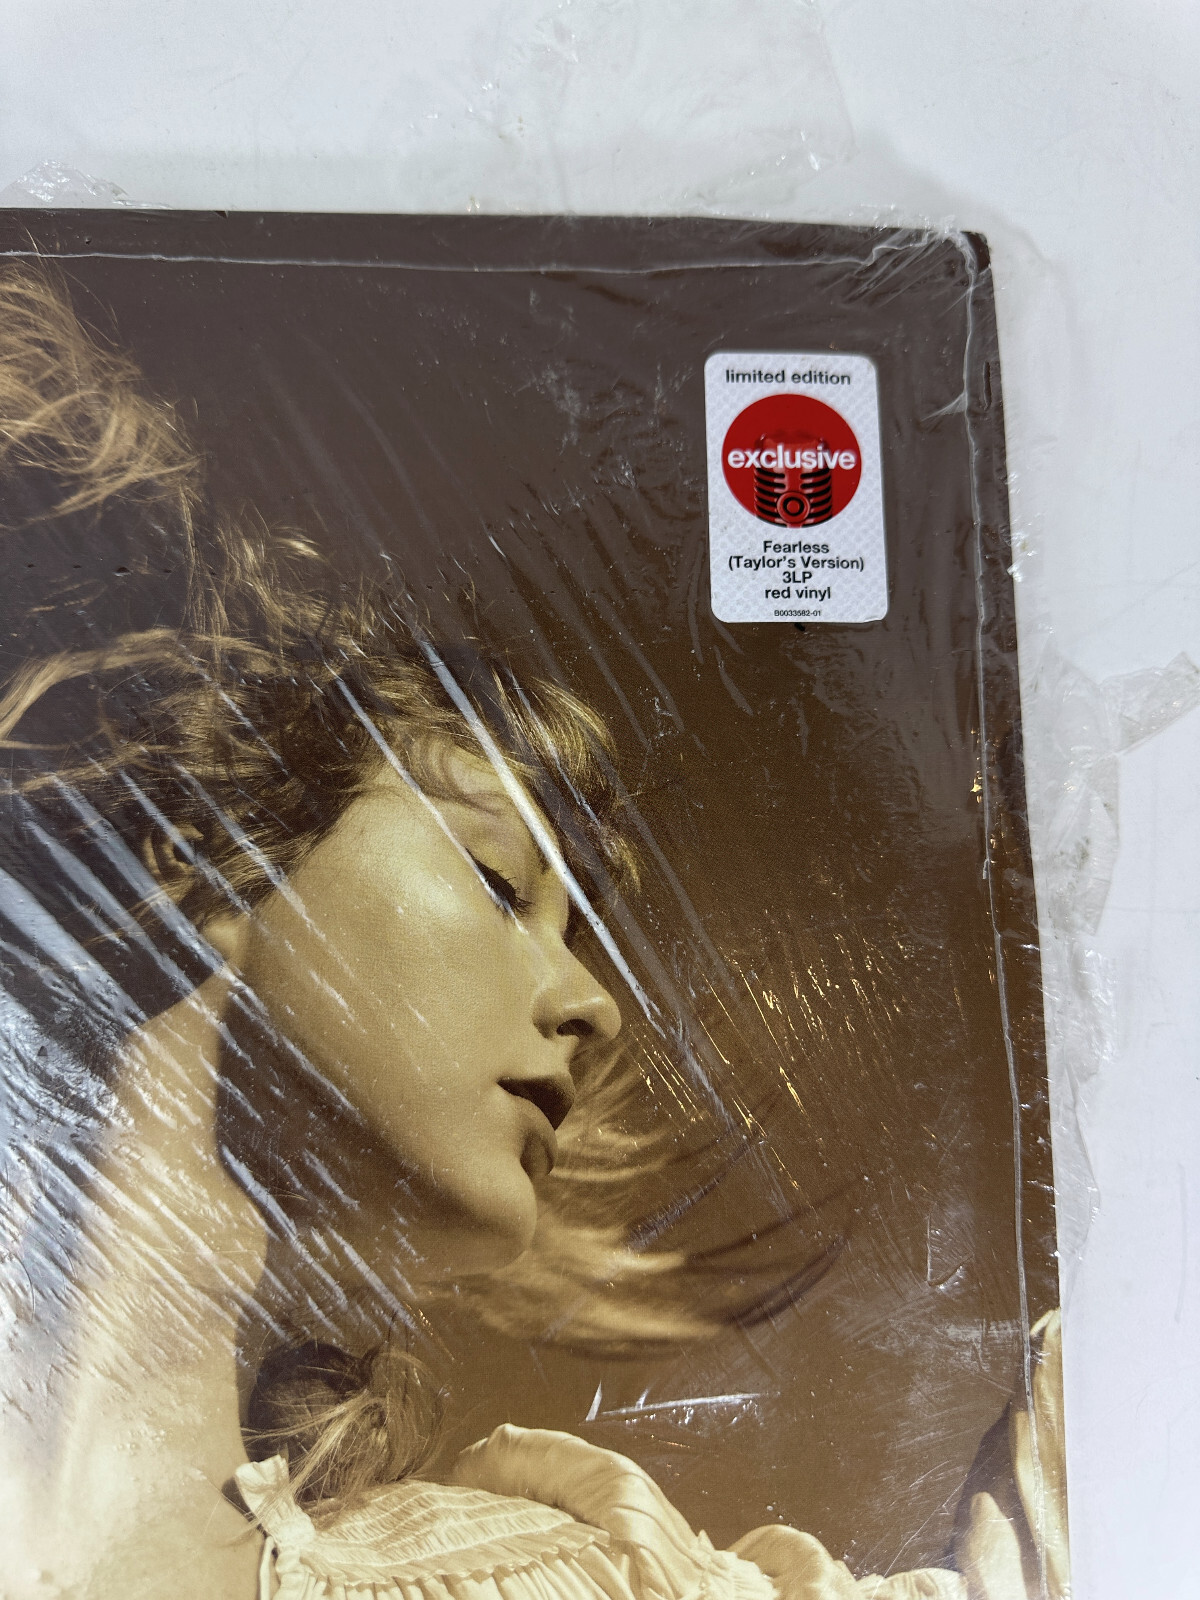 limited edition
exclusive
Fearless
(Taylor's Version)
3LP
red vinyl
B0033582-01